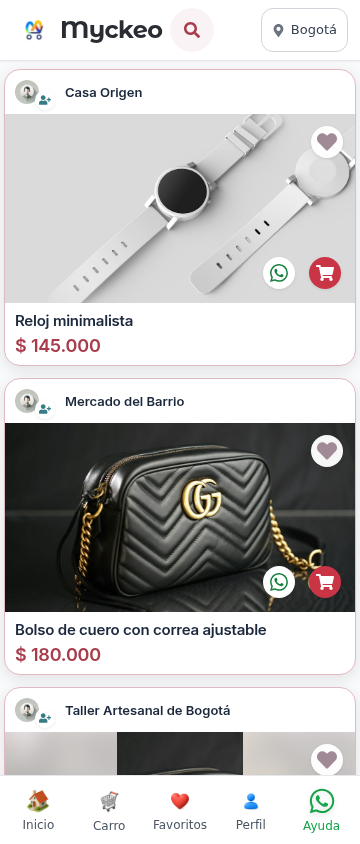 Myckeo
Bogotá
Casa Origen
Reloj minimalista
$ 145.000
Mercado del Barrio
GG
Bolso de cuero con correa ajustable
$ 180.000
Taller Artesanal de Bogotá
Inicio
Carro
Favoritos
Perfil
Ayuda